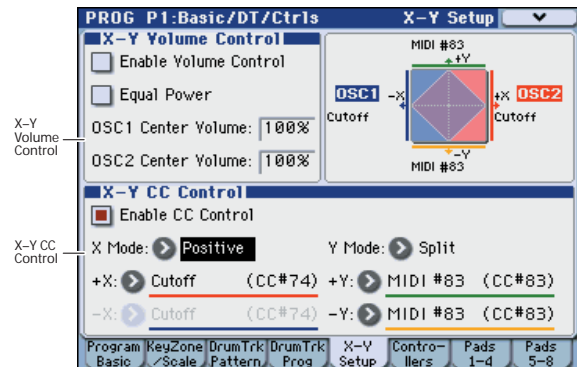 PROG P1:Basic/DT/Ctrls X-Y Setup
X-Y Volume Control
Enable Volume Control
Equal Power
OSC1 Center Volume: 100%
OSC2 Center Volume: 100%
MIDI #83
+Y
OSC1 -X +X OSC2
Cutoff Cutoff
-Y
MIDI #83
X-Y
Volume
Control
X-Y CC Control
Enable CC Control
X-Y CC
Control
X Mode: Positive Y Mode: Split
+X: Cutoff (CC#74) +Y: MIDI #83 (CC#83)
-X: Cutoff (CC#74) -Y: MIDI #83 (CC#83)
Program Basic
KeyZone /Scale
DrumTrk Pattern
DrumTrk Prog
X-Y Setup
Contro- llers
Pads 1-4
Pads 5-8